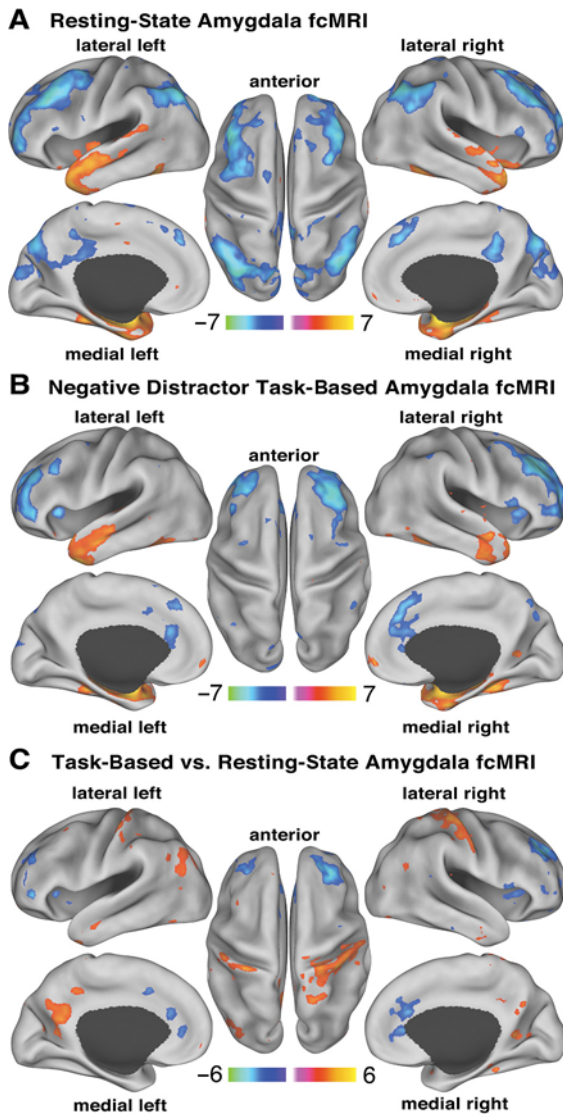 A Resting-State Amygdala fcMRI
lateral left
lateral right
anterior
−7
7
medial left
medial right
B Negative Distractor Task-Based Amygdala fcMRI
lateral left
lateral right
anterior
−7
7
medial left
medial right
C Task-Based vs. Resting-State Amygdala fcMRI
lateral left
lateral right
anterior
−6
6
medial left
medial right